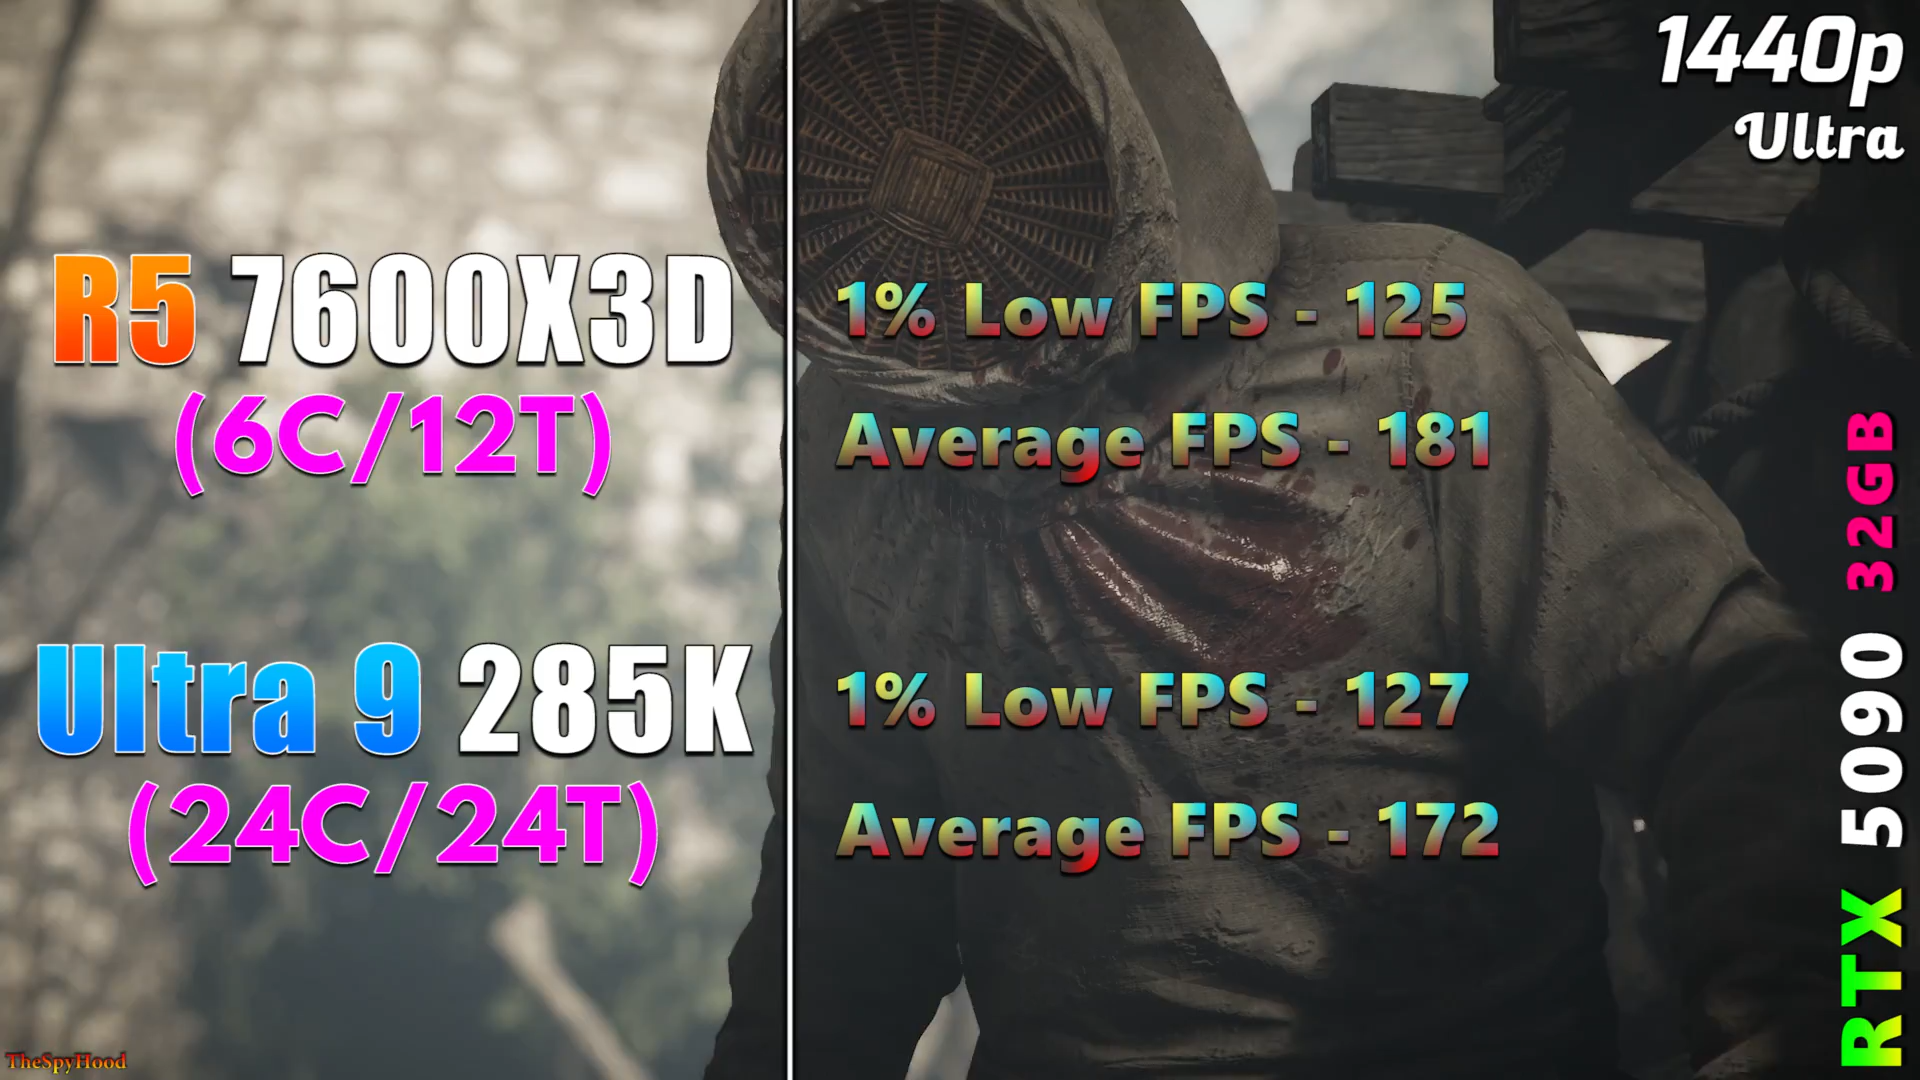 1440p
Ultra
R5 7600X3D
(6C/12T)
1% Low FPS - 125
Average FPS - 181
Ultra 9 285K
(24C/24T)
1% Low FPS - 127
Average FPS - 172
RTX 5090 32GB
TheSpyHood